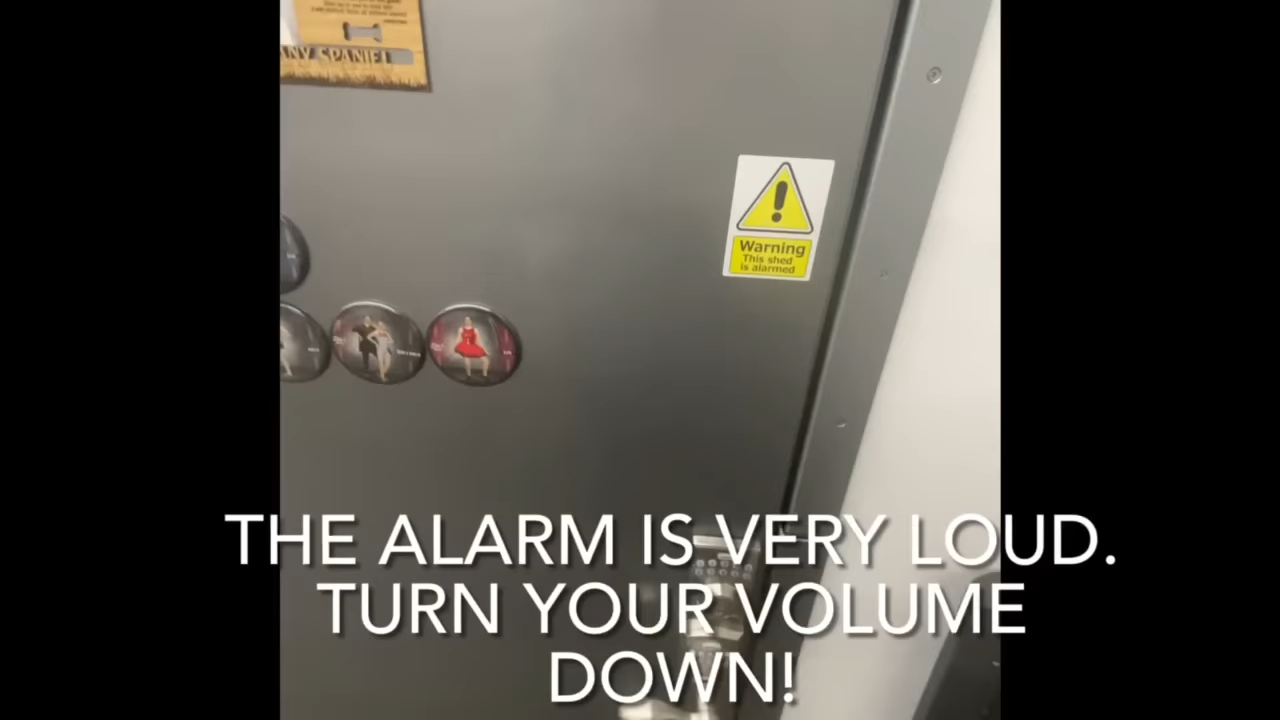 ANY SPANIEL
Warning
This shed
is alarmed
THE ALARM IS VERY LOUD.
TURN YOUR VOLUME
DOWN!